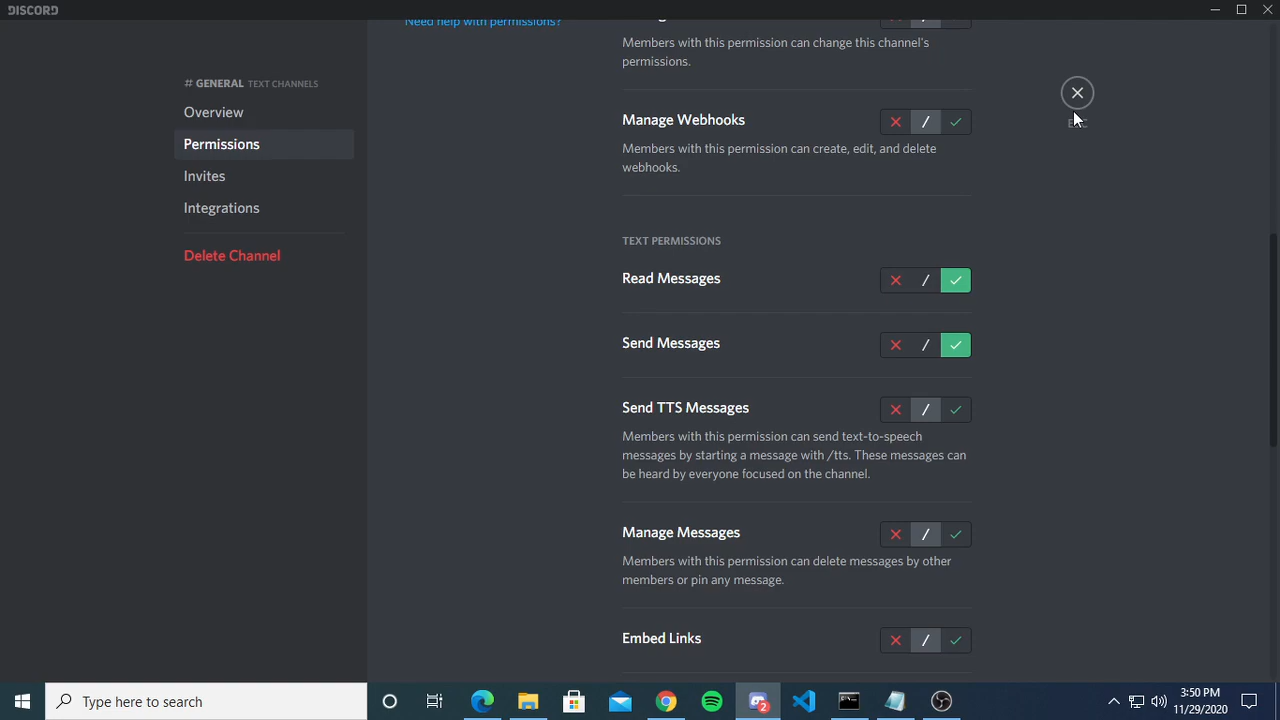 DISCORD
Need help with permissions?
# GENERAL TEXT CHANNELS
Overview
Permissions
Invites
Integrations
Delete Channel
Members with this permission can change this channel's
permissions.
Manage Webhooks
Members with this permission can create, edit, and delete
webhooks.
TEXT PERMISSIONS
Read Messages
Send Messages
Send TTS Messages
Members with this permission can send text-to-speech
messages by starting a message with /tts. These messages can
be heard by everyone focused on the channel.
Manage Messages
Members with this permission can delete messages by other
members or pin any message.
Embed Links
Type here to search
2
3:50 PM
11/29/2020